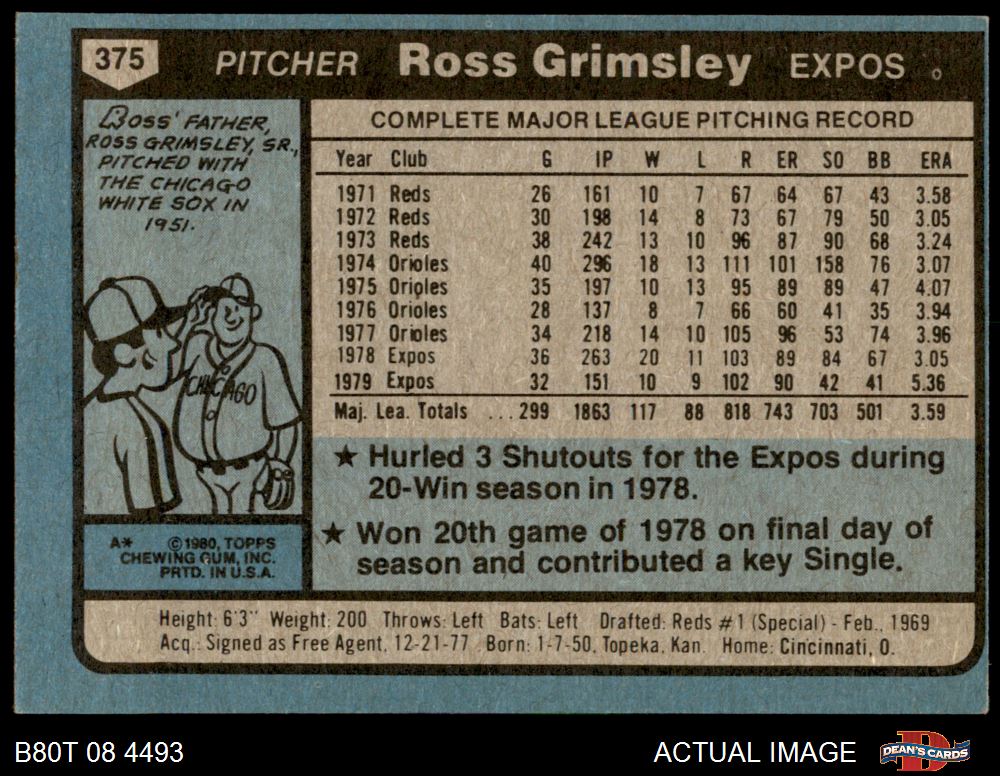 375 PITCHER Ross Grimsley EXPOS
Ross' FATHER,
ROSS GRIMSLEY, SR.,
PITCHED WITH
THE CHICAGO
WHITE SOX IN
1951.
CHICAGO
A* ©1980, TOPPS
CHEWING GUM, INC.
PRTD. IN U.S.A.
COMPLETE MAJOR LEAGUE PITCHING RECORD
Year Club G IP W L R ER SO BB ERA
1971 Reds 26 161 10 7 67 64 67 43 3.58
1972 Reds 30 198 14 8 73 67 79 50 3.05
1973 Reds 38 242 13 10 96 87 90 68 3.24
1974 Orioles 40 296 18 13 111 101 158 76 3.07
1975 Orioles 35 197 10 13 95 89 89 47 4.07
1976 Orioles 28 137 8 7 66 60 41 35 3.94
1977 Orioles 34 218 14 10 105 96 53 74 3.96
1978 Expos 36 263 20 11 103 89 84 67 3.05
1979 Expos 32 151 10 9 102 90 42 41 5.36
Maj. Lea. Totals ...299 1863 117 88 818 743 703 501 3.59
★ Hurled 3 Shutouts for the Expos during
20-Win season in 1978.
★ Won 20th game of 1978 on final day of
season and contributed a key Single.
Height: 6'3" Weight: 200 Throws: Left Bats: Left Drafted: Reds #1 (Special) - Feb., 1969
Acq.: Signed as Free Agent, 12-21-77 Born: 1-7-50, Topeka, Kan. Home: Cincinnati, O.
B80T 08 4493 ACTUAL IMAGE DEAN'S CARDS